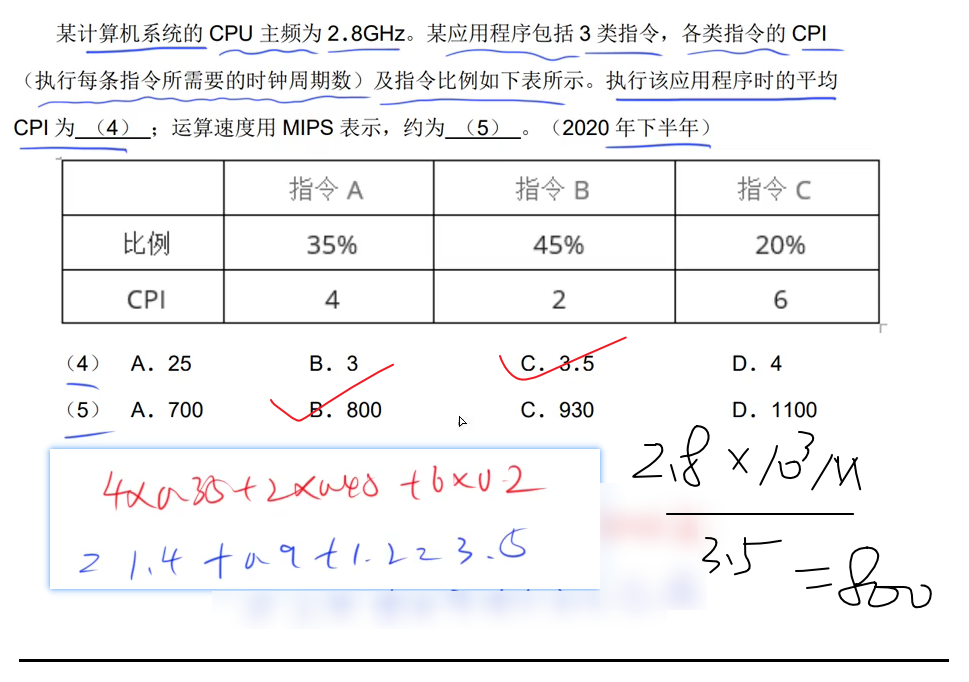 某计算机系统的 CPU 主频为 2.8GHz。某应用程序包括 3 类指令，各类指令的 CPI
（执行每条指令所需要的时钟周期数）及指令比例如下表所示。执行该应用程序时的平均
CPI 为 （4） ；运算速度用 MIPS 表示，约为 （5） 。（2020 年下半年）
指令 A 指令 B 指令 C
比例 35% 45% 20%
CPI 4 2 6
（4） A．25 B．3 C．3.5 D．4
（5） A．700 B．800 C．930 D．1100
4×0.35+2×0.45+6×0.2
= 1.4+0.9+1.2=3.5
2.8×10³M
3.5
=800